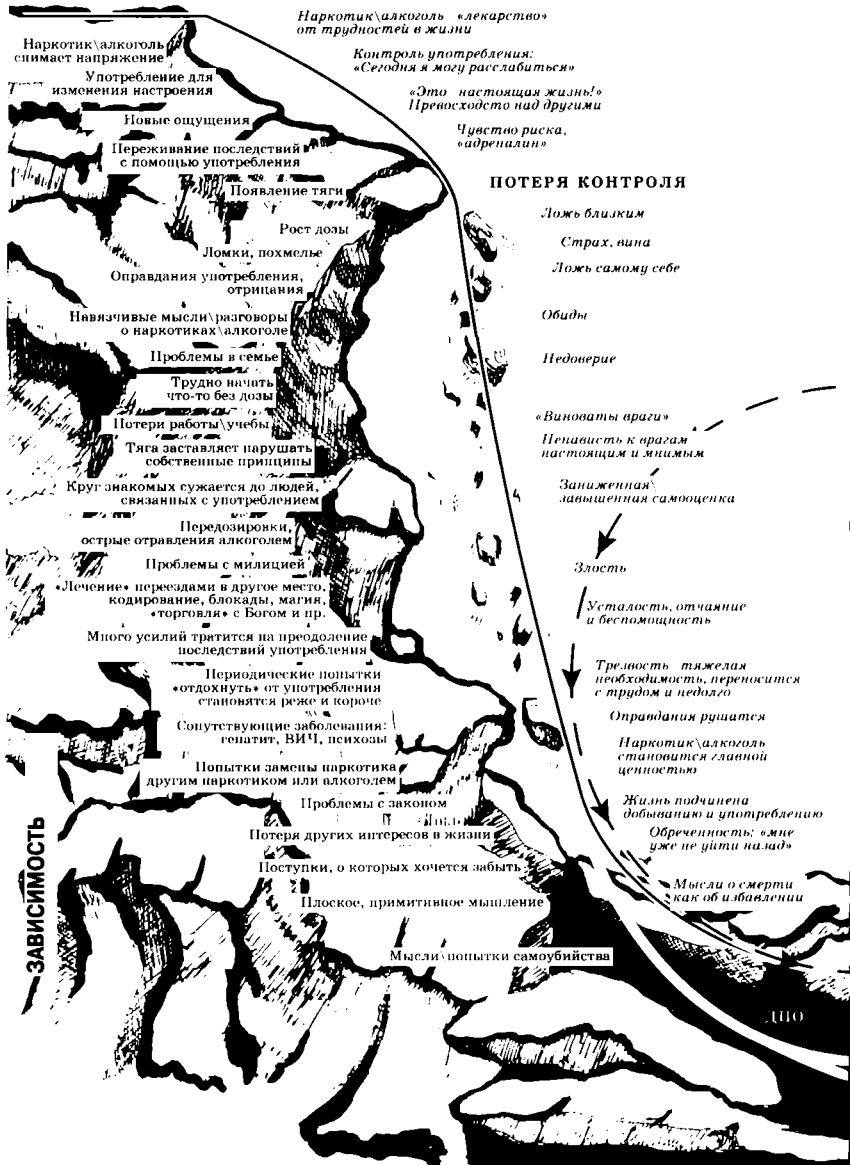 Наркотик\алкоголь «лекарство»
от трудностей в жизни
Контроль употребления:
«Сегодня я могу расслабиться»
«Это настоящая жизнь!»
Превосходсто над другими
Чувство риска,
«адреналин»
ПОТЕРЯ КОНТРОЛЯ
Ложь близким
Страх, вина
Ложь самому себе
Обиды
Недоверие
«Виноваты враги»
Ненависть к врагам
настоящим и мнимым
Заниженная\
завышенная самооценка
Злость
Усталость, отчаяние
и беспомощность
Трезвость тяжелая
необходимость, переносится
с трудом и недолго
Оправдания рушатся
Наркотик\алкоголь
становится главной
ценностью
Жизнь подчинена
добыванию и употреблению
Обреченность: «мне
уже не уйти назад»
Мысли о смерти
как об избавлении
ДНО
Наркотик\алкоголь
снимает напряжение
Употребление для
изменения настроения
Новые ощущения
Переживание последствий
с помощью употребления
Появление тяги
Рост дозы
Ломки, похмелье
Оправдания употребления,
отрицания
Навязчивые мысли\разговоры
о наркотиках\алкоголе
Проблемы в семье
Трудно начать
что-то без дозы
Потери работы\учебы
Тяга заставляет нарушать
собственные принципы
Круг знакомых сужается до людей,
связанных с употреблением
Передозировки,
острые отравления алкоголем
Проблемы с милицией
«Лечение» переездами в другое место,
кодирование, блокады, магия,
«торговля» с Богом и пр.
Много усилий тратится на преодоление
последствий употребления
Периодические попытки
«отдохнуть» от употребления
становятся реже и короче
Сопутствующие заболевания:
гепатит, ВИЧ, психозы
Попытки замены наркотика
другим наркотиком или алкоголем
Проблемы с законом
Потеря других интересов в жизни
Поступки, о которых хочется забыть
Плоское, примитивное мышление
Мысли\попытки самоубийства
ЗАВИСИМОСТЬ